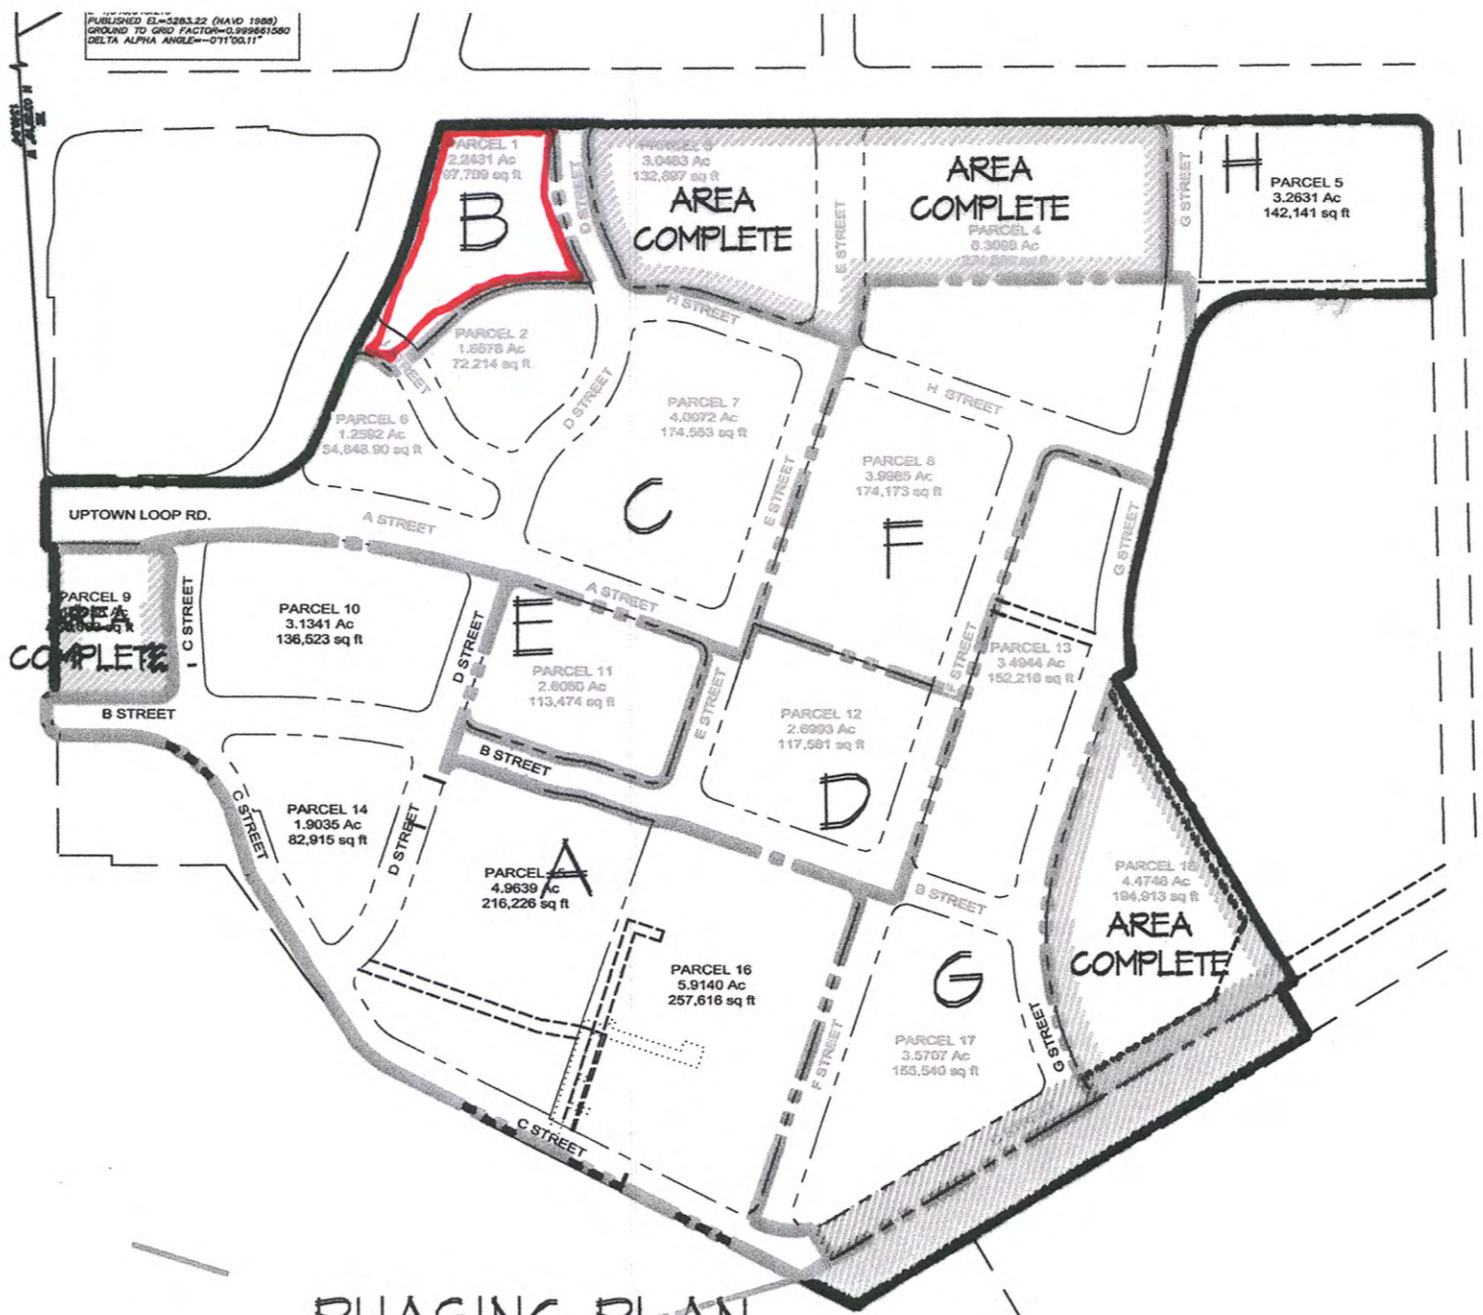 PUBLISHED EL=5283.22 (NAVD 1988)
GROUND TO GRID FACTOR=0.999661580
DELTA ALPHA ANGLE=-0°11'00.11"
PARCEL 1
2.2431 Ac
97,709 sq ft
B
D STREET
3.0483 Ac
132,897 sq ft
AREA
COMPLETE
E STREET
AREA
COMPLETE
PARCEL 4
G STREET
H
PARCEL 5
3.2631 Ac
142,141 sq ft
H STREET
PARCEL 2
1.6578 Ac
72,214 sq ft
STREET
D STREET
PARCEL 6
1.2592 Ac
54,848.90 sq ft
PARCEL 7
4.0072 Ac
174,553 sq ft
C
E STREET
H STREET
PARCEL 8
3.9985 Ac
174,173 sq ft
F
G STREET
UPTOWN LOOP RD.
A STREET
A STREET
PARCEL 9
AREA
COMPLETE
C STREET
PARCEL 10
3.1341 Ac
136,523 sq ft
D STREET
E
PARCEL 11
2.6050 Ac
113,474 sq ft
E STREET
F STREET
PARCEL 13
3.4944 Ac
152,216 sq ft
B STREET
B STREET
PARCEL 12
2.6993 Ac
117,581 sq ft
D
C STREET
PARCEL 14
1.9035 Ac
82,915 sq ft
D STREET
A
PARCEL 15
4.9639 Ac
216,226 sq ft
B STREET
PARCEL 18
4.4746 Ac
194,913 sq ft
AREA
COMPLETE
PARCEL 16
5.9140 Ac
257,616 sq ft
G
G STREET
F STREET
PARCEL 17
3.5707 Ac
155,540 sq ft
C STREET
PHASING PLAN